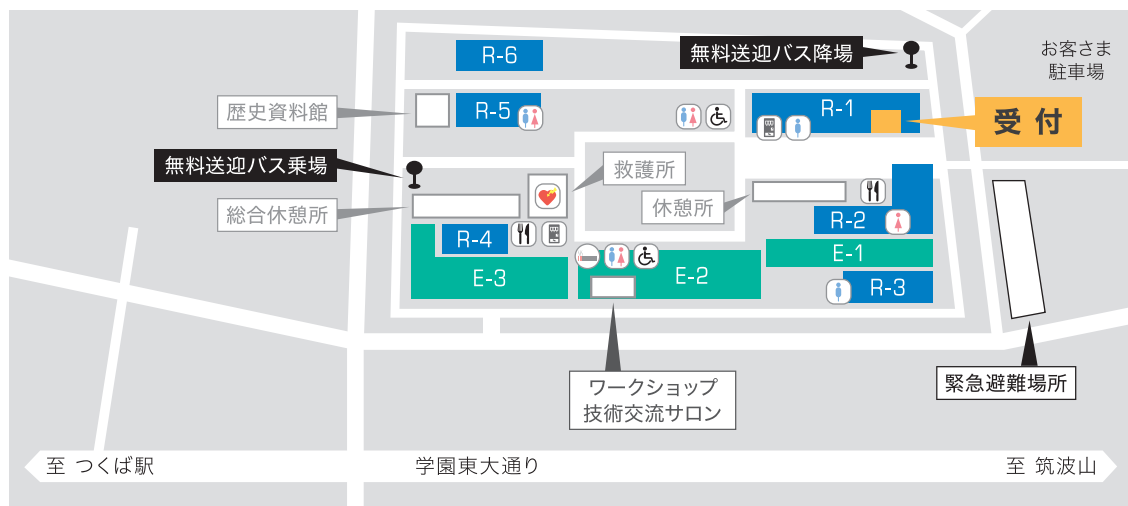 R-6
無料送迎バス降場
お客さま
駐車場
歴史資料館
R-5
R-1
受付
無料送迎バス乗場
救護所
総合休憩所
休憩所
R-4
R-2
E-1
E-3
E-2
R-3
ワークショップ
技術交流サロン
緊急避難場所
至 つくば駅
学園東大通り
至 筑波山